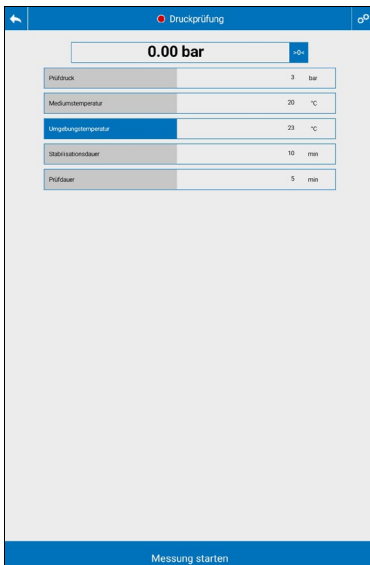 Druckprüfung
0.00 bar >0<
Prüfdruck 3 bar
Mediumstemperatur 20 °C
Umgebungstemperatur 23 °C
Stabilisationsdauer 10 min
Prüfdauer 5 min
Messung starten